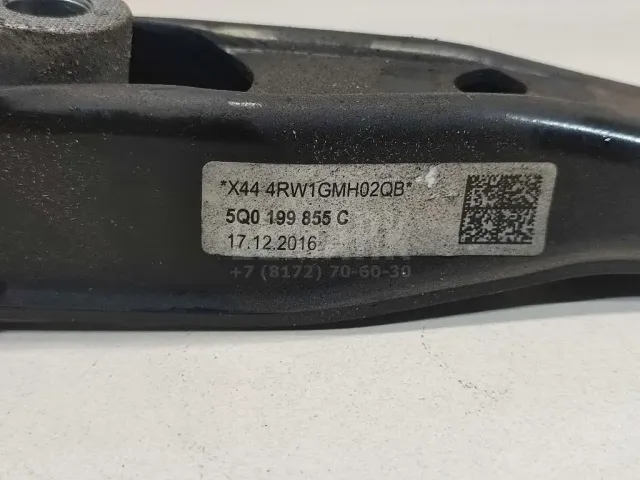 *X44 4RW1GMH02QB*
5Q0 199 855 C
17.12.2016
+7 (8172) 70-60-30